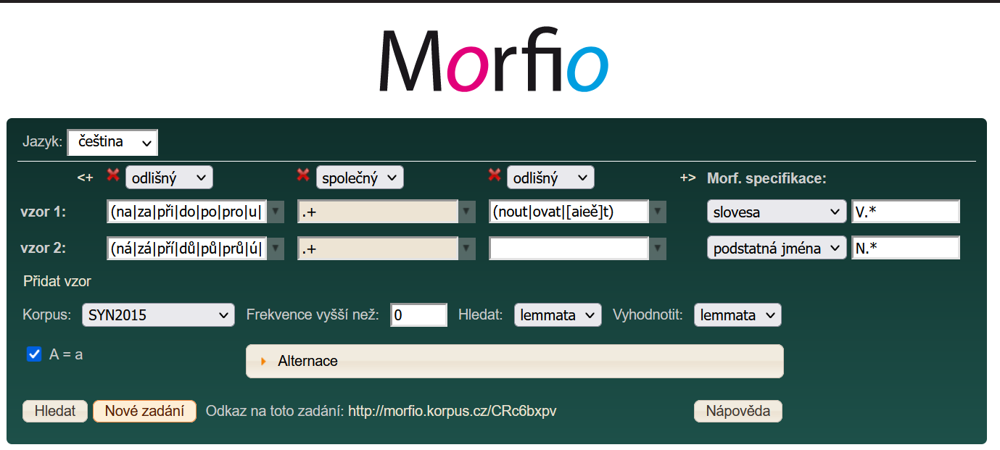 Morfio
Jazyk: čeština
<+ odlišný společný odlišný +> Morf. specifikace:
vzor 1: (na|za|při|do|po|pro|u| .+ (nout|ovat|[aieě]t) slovesa V.*
vzor 2: (ná|zá|pří|dů|pů|prů|ú| .+ podstatná jména N.*
Přidat vzor
Korpus: SYN2015 Frekvence vyšší než: 0 Hledat: lemmata Vyhodnotit: lemmata
A = a Alternace
Hledat Nové zadání Odkaz na toto zadání: http://morfio.korpus.cz/CRc6bxpv Nápověda